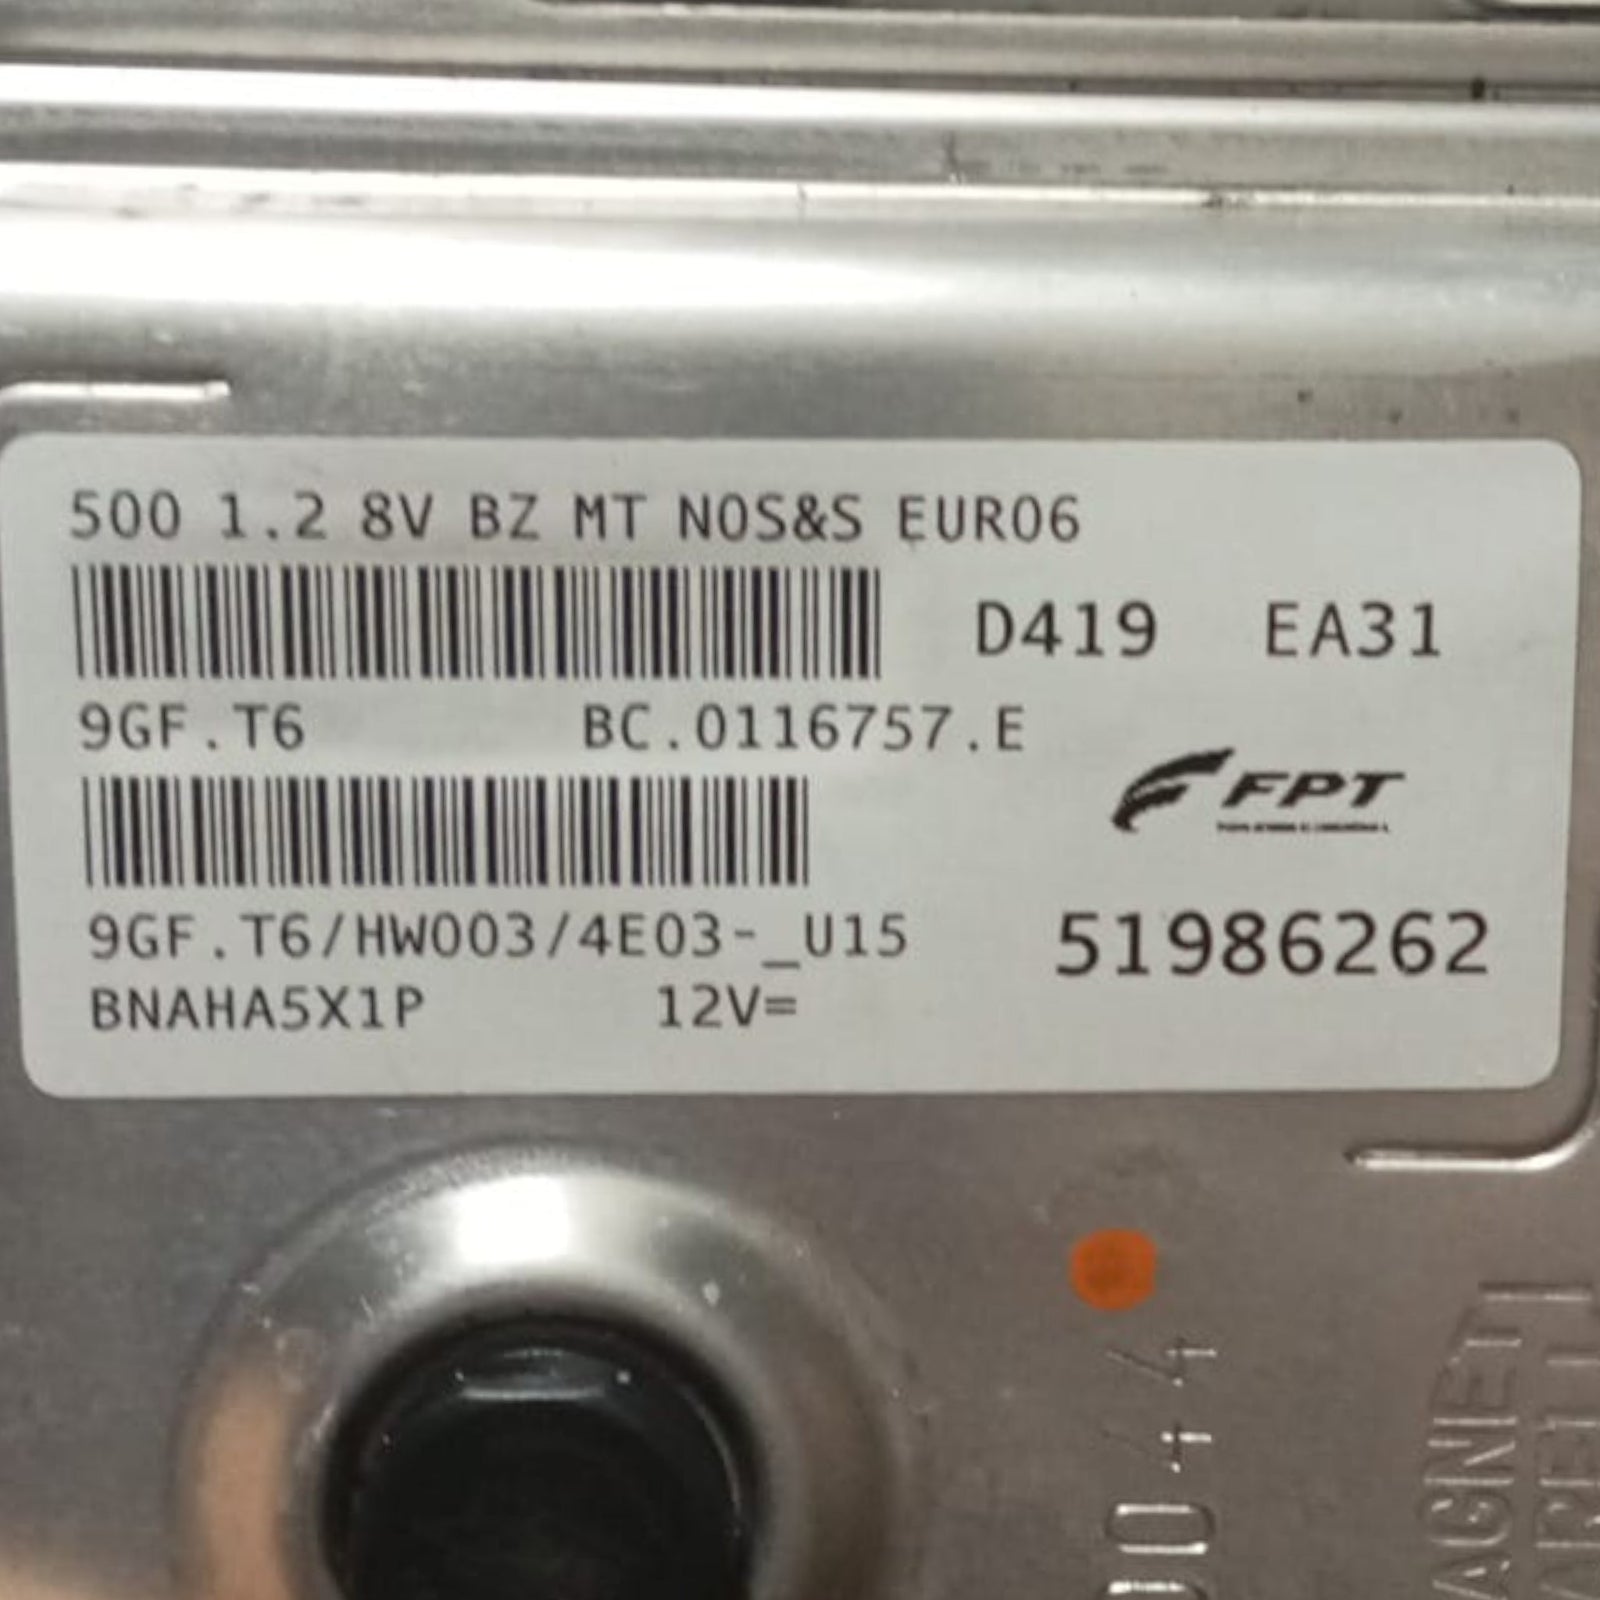 500 1.2 8V BZ MT NOS&S EURO6
D419 EA31
9GF.T6 BC.0116757.E
FPT
9GF.T6/HW003/4E03-_U15
51986262
BNAHA5X1P 12V=